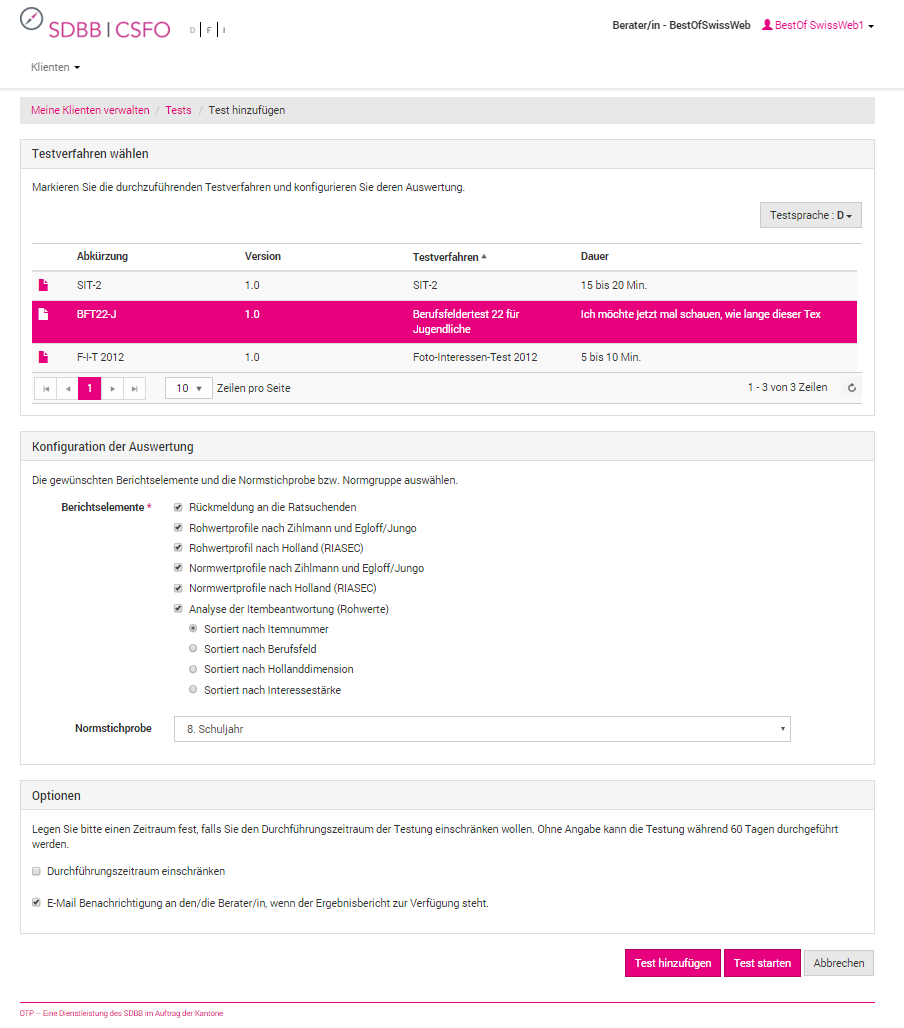 SDBB | CSFO
D | F | I
Berater/in - BestOfSwissWeb
BestOf SwissWeb1
Klienten
Meine Klienten verwalten / Tests / Test hinzufügen
Testverfahren wählen
Markieren Sie die durchzuführenden Testverfahren und konfigurieren Sie deren Auswertung.
Testsprache : D
Abkürzung Version Testverfahren Dauer
SIT-2 1.0 SIT-2 15 bis 20 Min.
BFT22-J 1.0 Berufsfeldertest 22 für Ich möchte jetzt mal schauen, wie lange dieser Tex
Jugendliche
F-I-T 2012 1.0 Foto-Interessen-Test 2012 5 bis 10 Min.
1 10 Zeilen pro Seite 1 - 3 von 3 Zeilen
Konfiguration der Auswertung
Die gewünschten Berichtselemente und die Normstichprobe bzw. Normgruppe auswählen.
Berichtselemente * Rückmeldung an die Ratsuchenden
Rohwertprofile nach Zihlmann und Egloff/Jungo
Rohwertprofil nach Holland (RIASEC)
Normwertprofile nach Zihlmann und Egloff/Jungo
Normwertprofile nach Holland (RIASEC)
Analyse der Itembeantwortung (Rohwerte)
Sortiert nach Itemnummer
Sortiert nach Berufsfeld
Sortiert nach Hollanddimension
Sortiert nach Interessestärke
Normstichprobe 8. Schuljahr
Optionen
Legen Sie bitte einen Zeitraum fest, falls Sie den Durchführungszeitraum der Testung einschränken wollen. Ohne Angabe kann die Testung während 60 Tagen durchgeführt
werden.
Durchführungszeitraum einschränken
E-Mail Benachrichtigung an den/die Berater/in, wenn der Ergebnisbericht zur Verfügung steht.
Test hinzufügen Test starten Abbrechen
OTP – Eine Dienstleistung des SDBB im Auftrag der Kantone